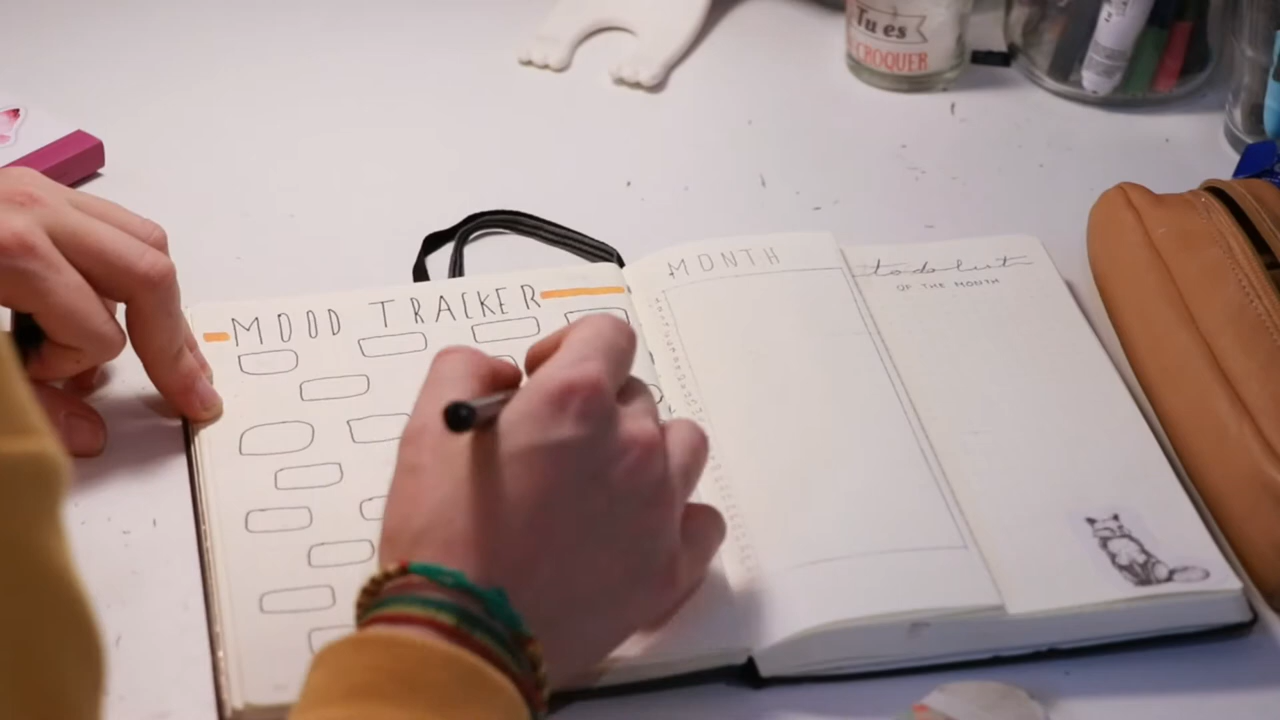 Tu es
CROQUER
MOOD TRACKER
MONTH
to do list
OF THE MONTH